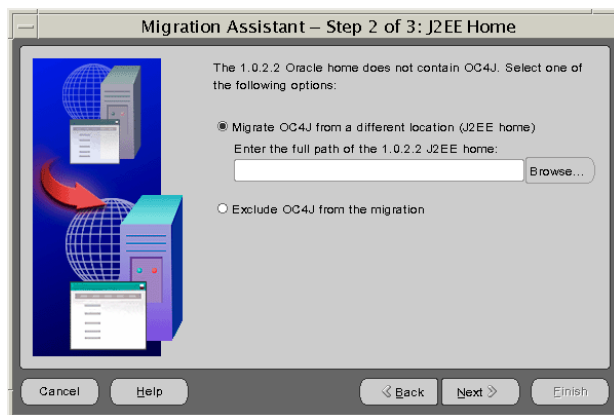 Migration Assistant – Step 2 of 3: J2EE Home
The 1.0.2.2 Oracle home does not contain OC4J. Select one of
the following options:
Migrate OC4J from a different location (J2EE home)
Enter the full path of the 1.0.2.2 J2EE home:
Browse...
Exclude OC4J from the migration
Cancel
Help
Back
Next
Finish